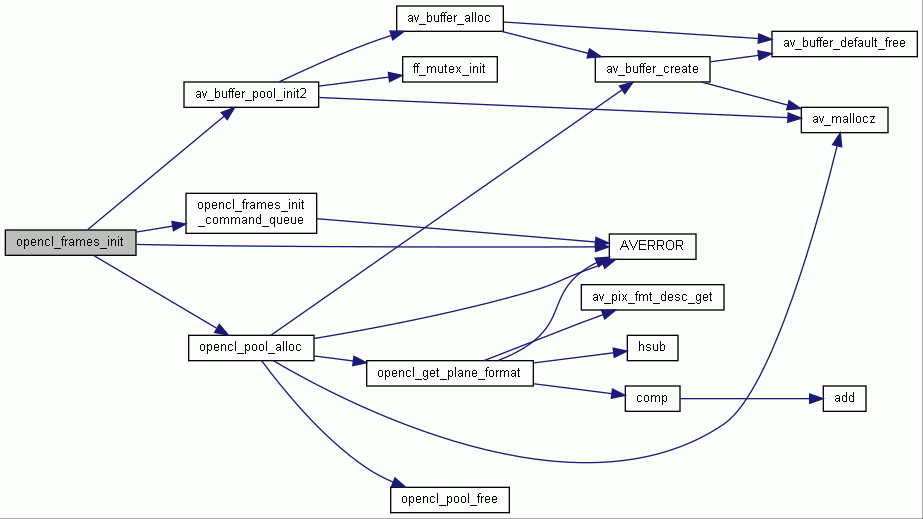 av_buffer_alloc
av_buffer_default_free
ff_mutex_init
av_buffer_create
av_buffer_pool_init2
av_mallocz
opencl_frames_init
_command_queue
opencl_frames_init
AVERROR
av_pix_fmt_desc_get
opencl_pool_alloc
hsub
opencl_get_plane_format
comp
add
opencl_pool_free